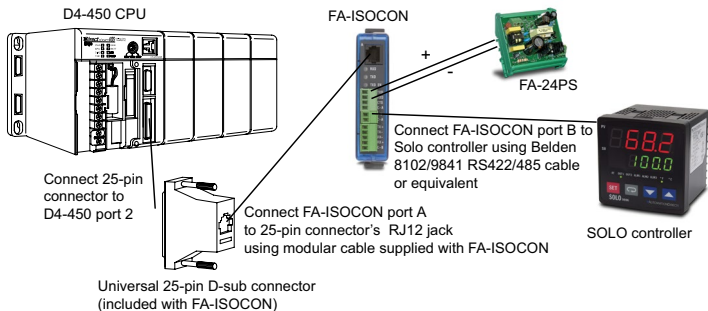 D4-450 CPU
FA-ISOCON
+
-
FA-24PS
Connect FA-ISOCON port B to
Solo controller using Belden
8102/9841 RS422/485 cable
or equivalent
68.2
100.0
SET
SOLO
SOLO controller
Connect 25-pin
connector to
D4-450 port 2
Connect FA-ISOCON port A
to 25-pin connector's RJ12 jack
using modular cable supplied with FA-ISOCON
Universal 25-pin D-sub connector
(included with FA-ISOCON)